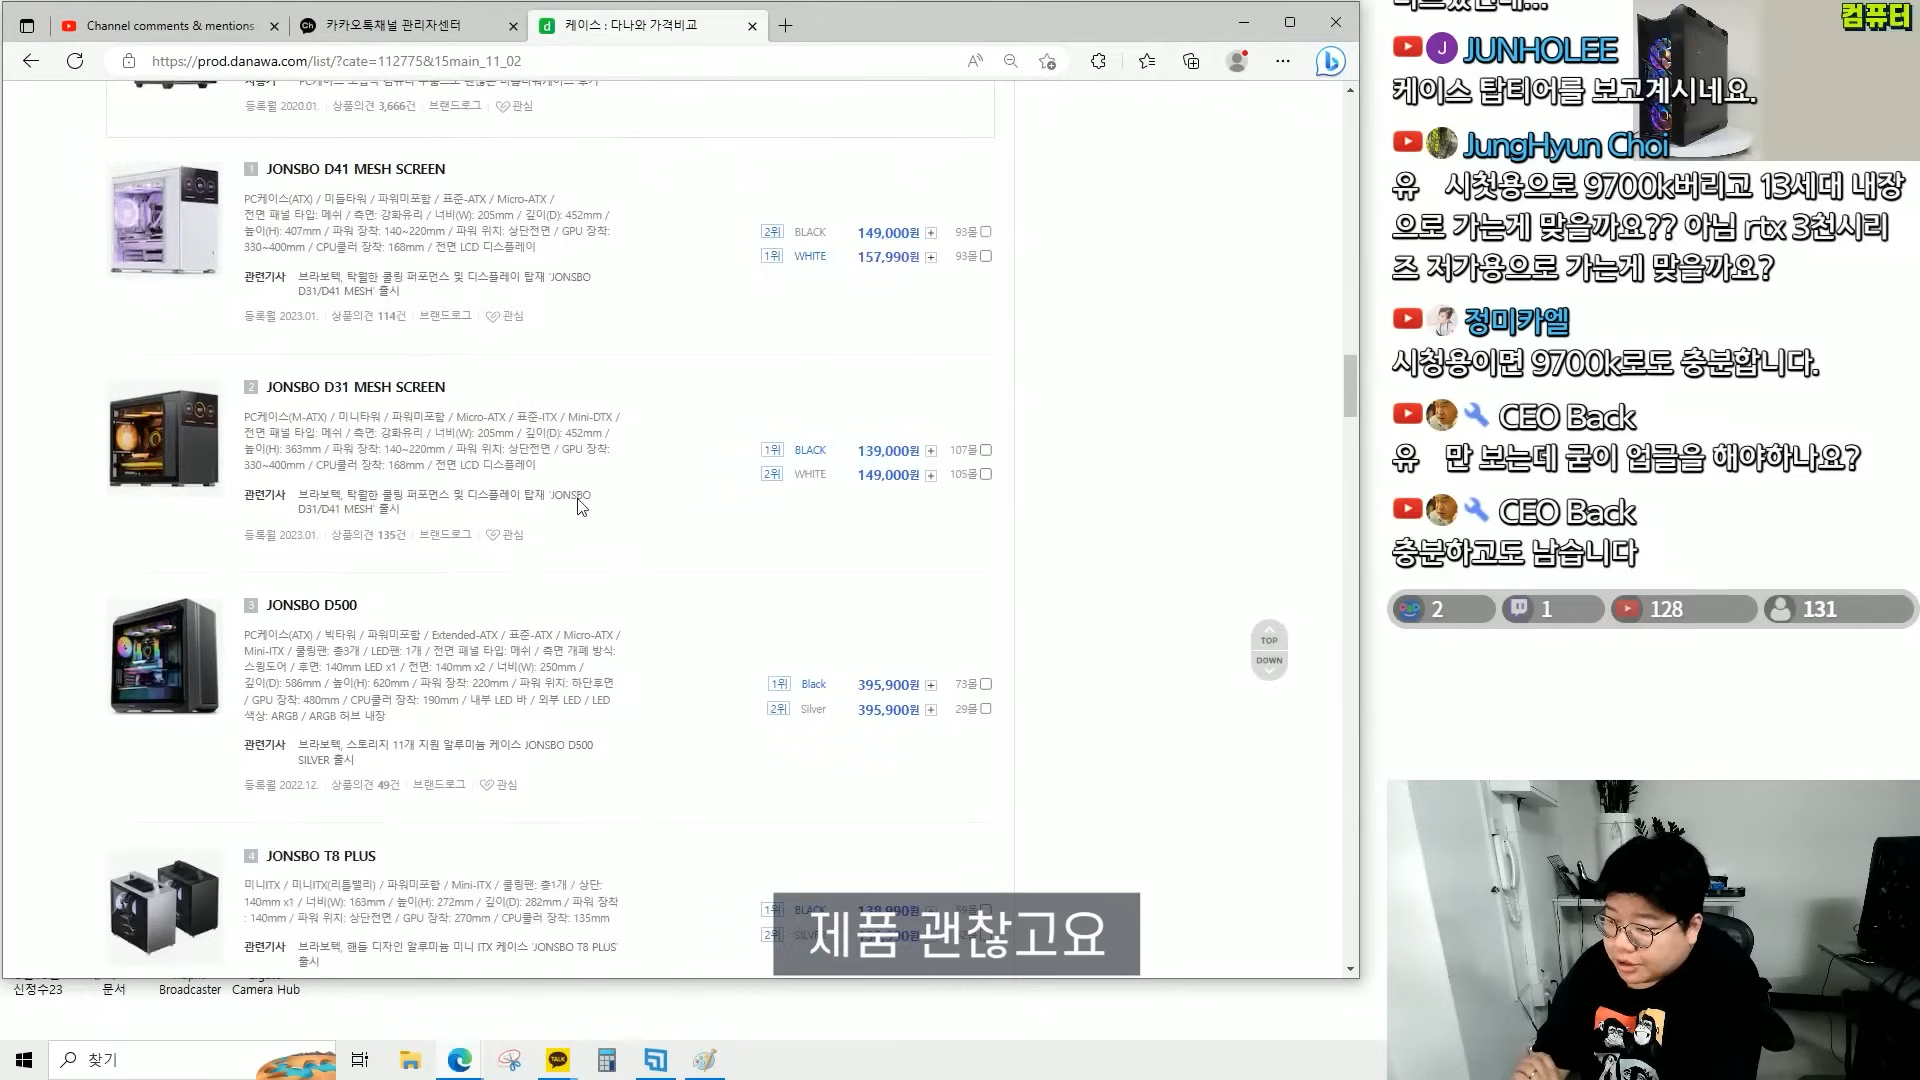 Channel comments & mentions
카카오톡채널 관리자센터
케이스 : 다나와 가격비교
https://prod.danawa.com/list/?cate=112775&15main_11_02
등록월 2020.01. 상품의견 3,666건 브랜드로그 관심
1 JONSBO D41 MESH SCREEN
PC케이스(ATX) / 미들타워 / 파워미포함 / 표준-ATX / Micro-ATX /
전면 패널 타입: 메쉬 / 측면: 강화유리 / 너비(W): 205mm / 깊이(D): 452mm /
높이(H): 407mm / 파워 장착: 140~220mm / 파워 위치: 상단전면 / GPU 장착:
330~400mm / CPU쿨러 장착: 168mm / 전면 LCD 디스플레이
관련기사 브라보텍, 탁월한 쿨링 퍼포먼스 및 디스플레이 탑재 'JONSBO
D31/D41 MESH' 출시
등록월 2023.01. 상품의견 114건 브랜드로그 관심
2위 BLACK 149,000원 93몰
1위 WHITE 157,990원 93몰
2 JONSBO D31 MESH SCREEN
PC케이스(M-ATX) / 미니타워 / 파워미포함 / Micro-ATX / 표준-ITX / Mini-DTX /
전면 패널 타입: 메쉬 / 측면: 강화유리 / 너비(W): 205mm / 깊이(D): 452mm /
높이(H): 363mm / 파워 장착: 140~220mm / 파워 위치: 상단전면 / GPU 장착:
330~400mm / CPU쿨러 장착: 168mm / 전면 LCD 디스플레이
관련기사 브라보텍, 탁월한 쿨링 퍼포먼스 및 디스플레이 탑재 'JONSBO
D31/D41 MESH' 출시
등록월 2023.01. 상품의견 135건 브랜드로그 관심
1위 BLACK 139,000원 107몰
2위 WHITE 149,000원 105몰
3 JONSBO D500
PC케이스(ATX) / 빅타워 / 파워미포함 / Extended-ATX / 표준-ATX / Micro-ATX /
Mini-ITX / 쿨링팬: 총3개 / LED팬: 1개 / 전면 패널 타입: 메쉬 / 측면 개폐 방식:
스윙도어 / 후면: 140mm LED x1 / 전면: 140mm x2 / 너비(W): 250mm /
깊이(D): 586mm / 높이(H): 620mm / 파워 장착: 220mm / 파워 위치: 하단후면
/ GPU 장착: 480mm / CPU쿨러 장착: 190mm / 내부 LED 바 / 외부 LED / LED
색상: ARGB / ARGB 허브 내장
관련기사 브라보텍, 스토리지 11개 지원 알루미늄 케이스 JONSBO D500
SILVER 출시
등록월 2022.12. 상품의견 49건 브랜드로그 관심
1위 Black 395,900원 73몰
2위 Silver 395,900원 29몰
4 JONSBO T8 PLUS
미니ITX / 미니ITX(리틀밸리) / 파워미포함 / Mini-ITX / 쿨링팬: 총1개 / 상단:
140mm x1 / 너비(W): 163mm / 높이(H): 272mm / 깊이(D): 282mm / 파워 장착
: 140mm / 파워 위치: 상단전면 / GPU 장착: 270mm / CPU쿨러 장착: 135mm
관련기사 브라보텍, 핸들 디자인 알루미늄 미니 ITX 케이스 'JONSBO T8 PLUS'
출시
1위 BLACK 138,990원
2위
TOP
DOWN
제품 괜찮고요
신정수23
문서
Broadcaster
Camera Hub
찾기
TALK
컴퓨터
JUNHOLEE
케이스 탑티어를 보고계시네요.
JungHyun Choi
유 시청용으로 9700k버리고 13세대 내장
으로 가는게 맞을까요?? 아님 rtx 3천시리
즈 저가용으로 가는게 맞을까요?
정미카엘
시청용이면 9700k로도 충분합니다.
CEO Back
유 만 보는데 굳이 업글을 해야하나요?
CEO Back
충분하고도 남습니다
2
1
128
131